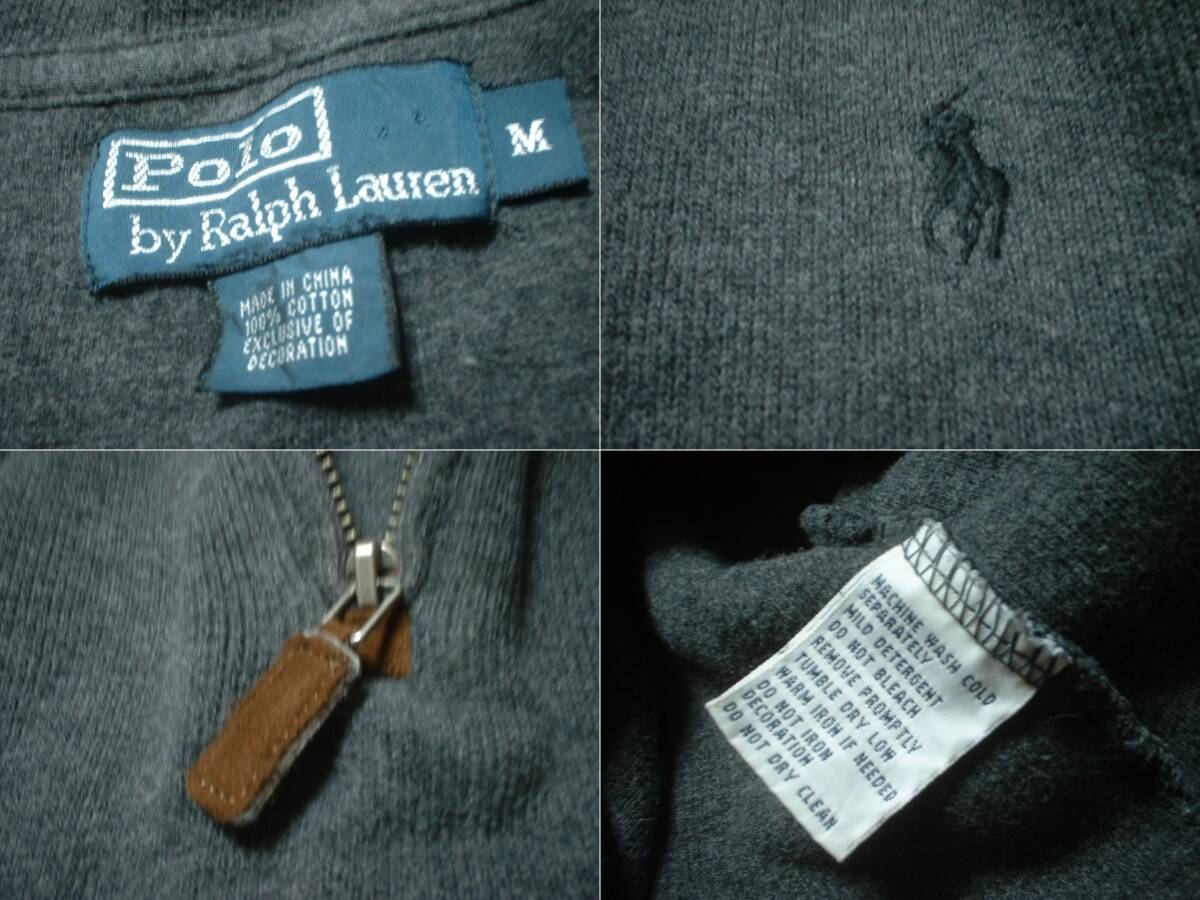 Polo
by Ralph Lauren
M
MADE IN CHINA
100% COTTON
EXCLUSIVE OF
DECORATION
MACHINE WASH COLD
SEPARATELY
MILD DETERGENT
DO NOT BLEACH
REMOVE PROMPTLY
TUMBLE DRY LOW
WARM IRON IF NEEDED
DO NOT IRON
DECORATION
DO NOT DRY CLEAN